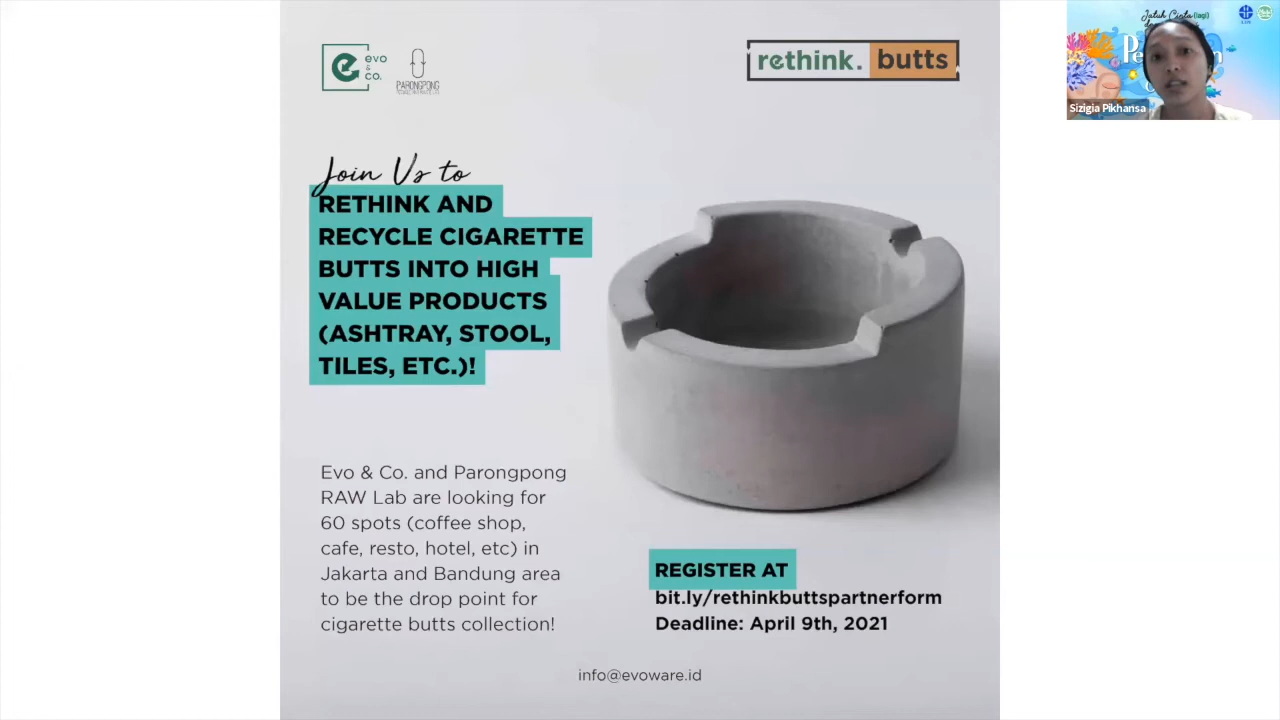 evo
&
co.
PARONGPONG
rethink. butts
Join Us to
RETHINK AND
RECYCLE CIGARETTE
BUTTS INTO HIGH
VALUE PRODUCTS
(ASHTRAY, STOOL,
TILES, ETC.)!
Evo & Co. and Parongpong
RAW Lab are looking for
60 spots (coffee shop,
cafe, resto, hotel, etc) in
Jakarta and Bandung area
to be the drop point for
cigarette butts collection!
REGISTER AT
bit.ly/rethinkbuttspartnerform
Deadline: April 9th, 2021
info@evoware.id
Jatuh Cinta (lagi)
Sizigia Pikhansa